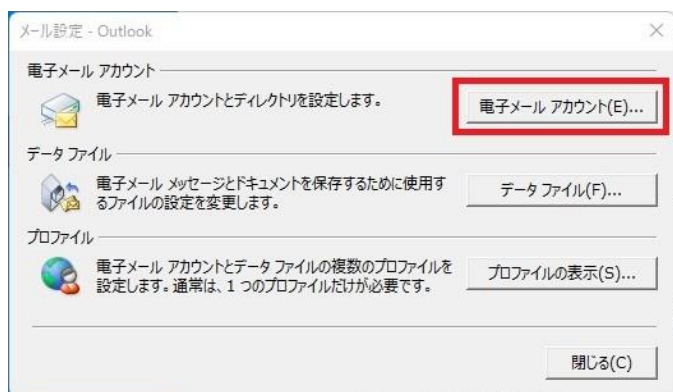 メール設定 - Outlook
電子メール アカウント
電子メール アカウントとディレクトリを設定します。
電子メール アカウント(E)...
データ ファイル
電子メール メッセージとドキュメントを保存するために使用す
るファイルの設定を変更します。
データ ファイル(F)...
プロファイル
電子メール アカウントとデータ ファイルの複数のプロファイルを
設定します。通常は、1 つのプロファイルだけが必要です。
プロファイルの表示(S)...
閉じる(C)